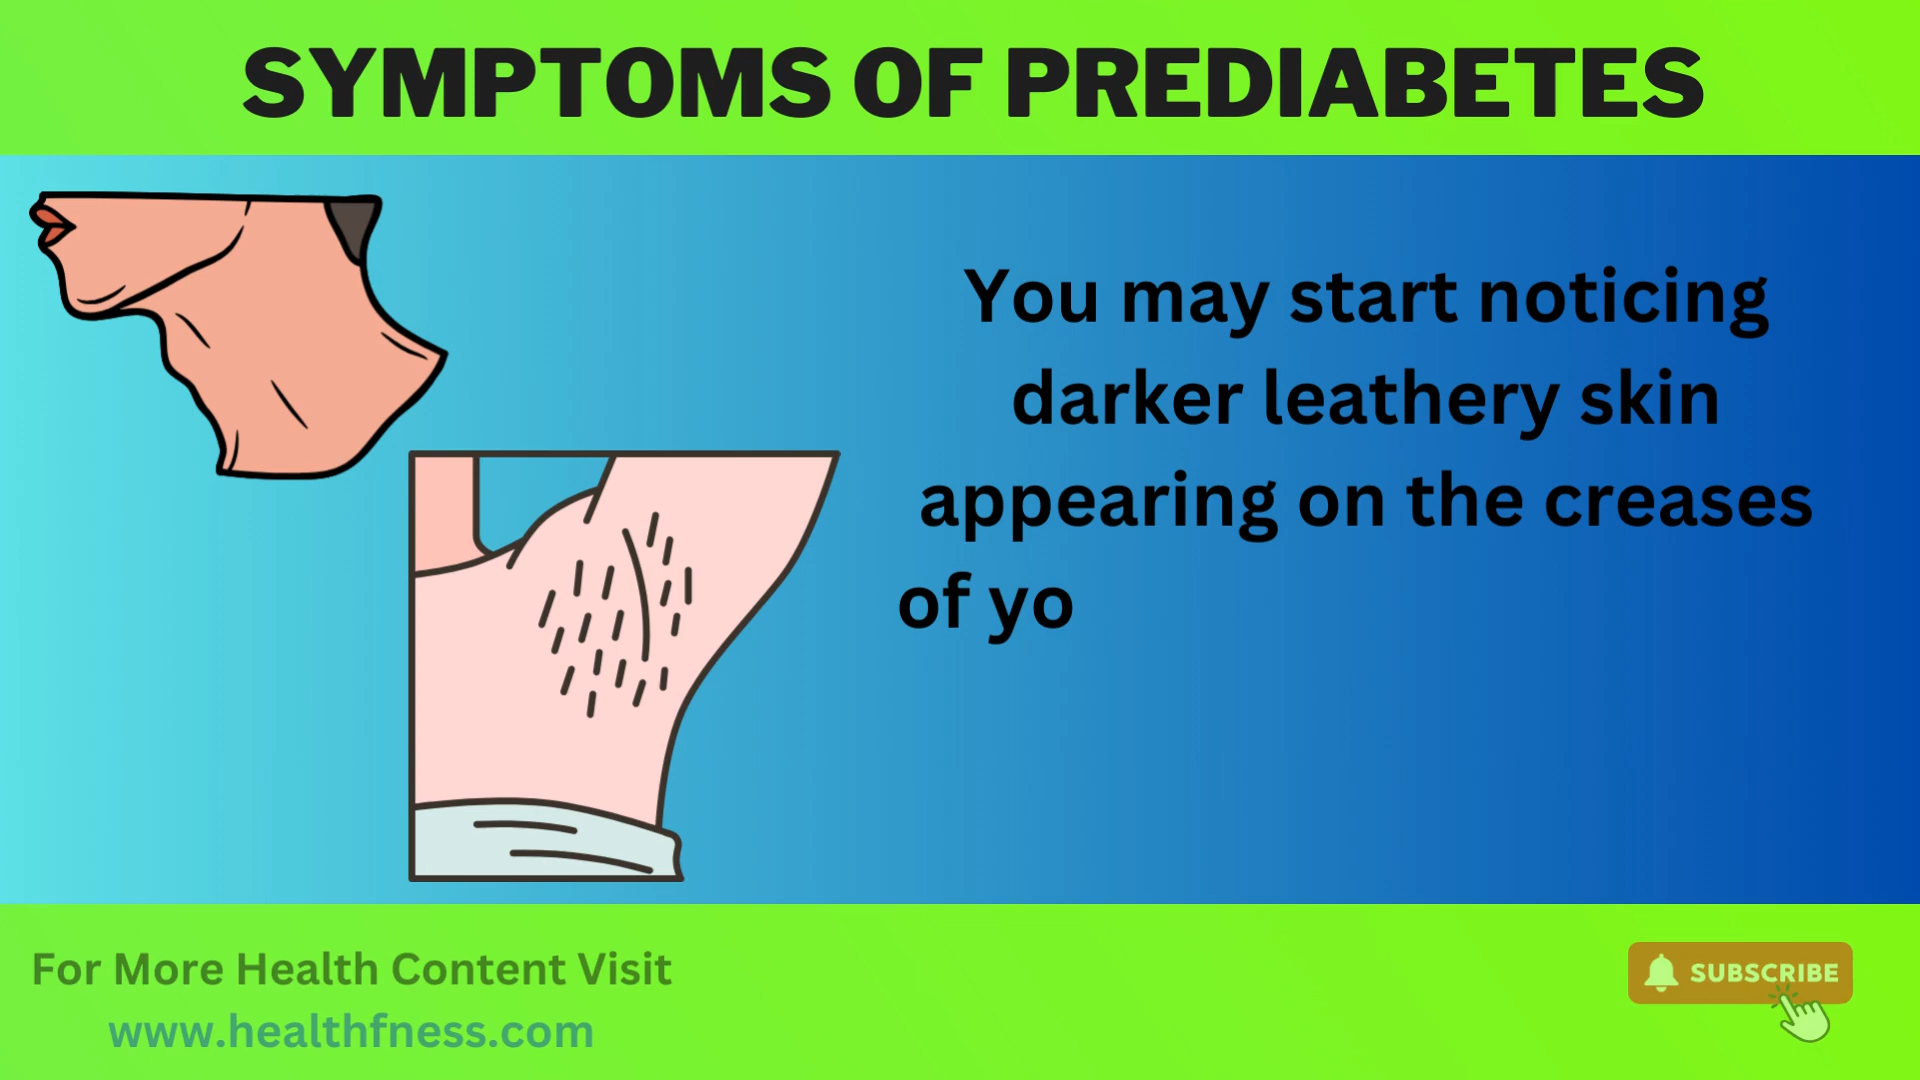 SYMPTOMS OF PREDIABETES
You may start noticing
darker leathery skin
appearing on the creases
of yo
For More Health Content Visit
www.healthfness.com
SUBSCRIBE